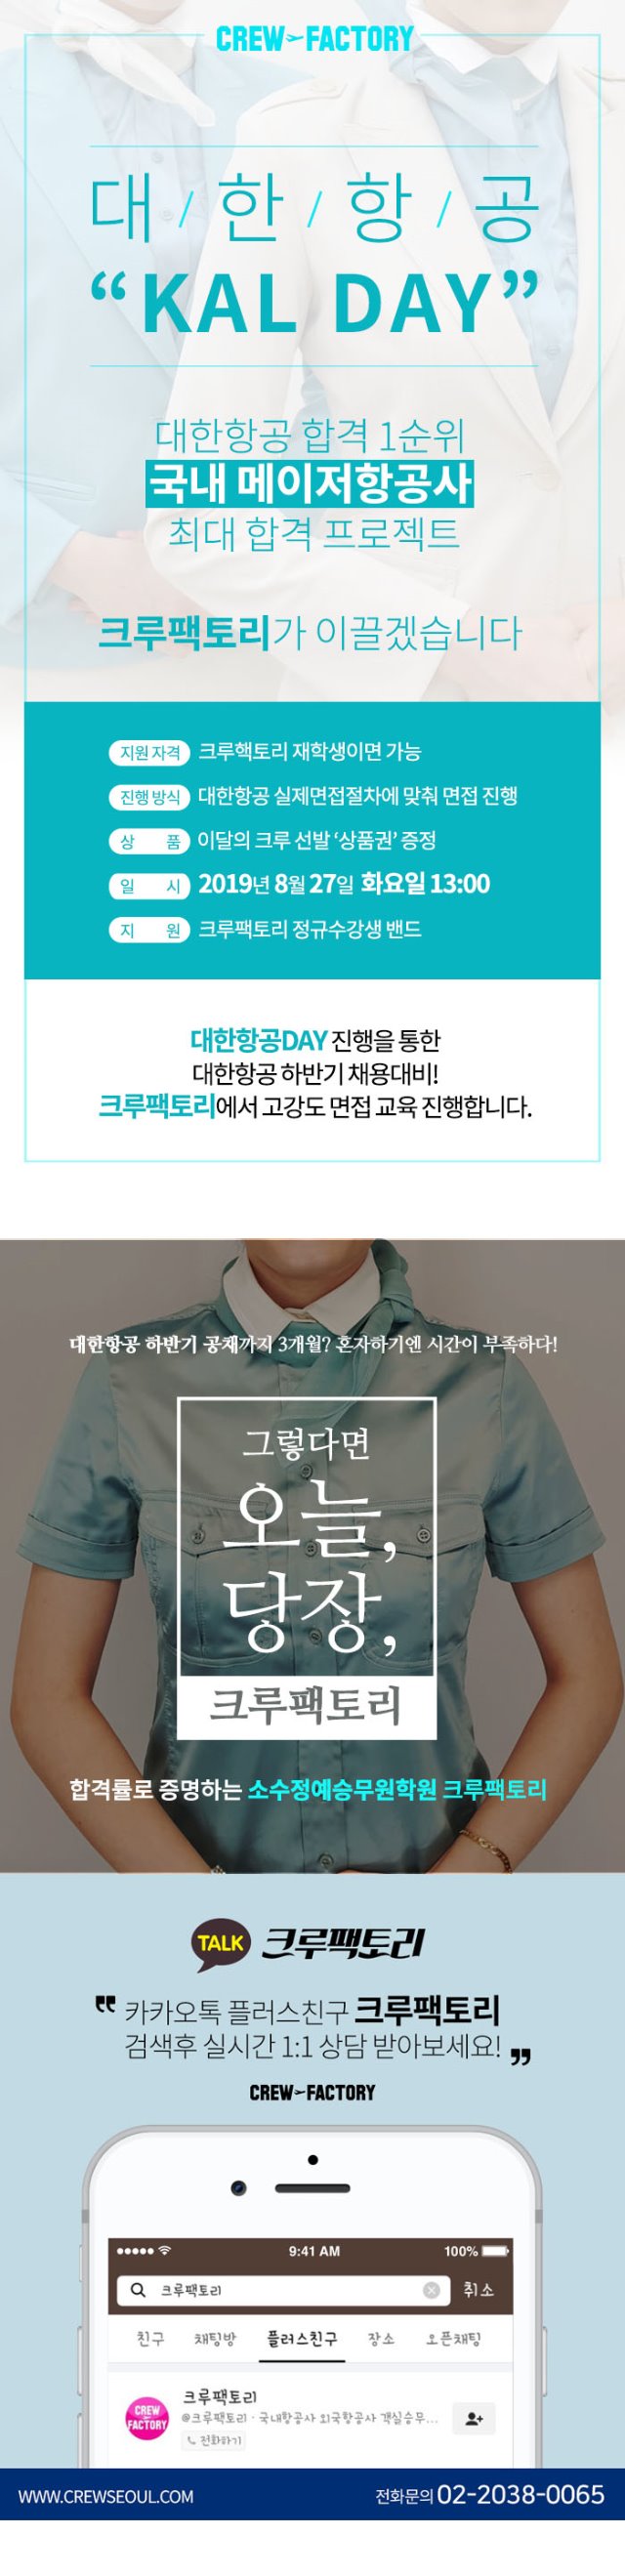 CREW FACTORY
대/한/항/공
“KAL DAY”
대한항공 합격 1순위
국내 메이저항공사
최대 합격 프로젝트
크루팩토리가 이끌겠습니다
지원자격 크루핵토리 재학생이면 가능
진행방식 대한항공 실제면접절차에 맞춰 면접 진행
상 품 이달의 크루 선발 ‘상품권’ 증정
일 시 2019년 8월 27일 화요일 13:00
지 원 크루팩토리 정규수강생 밴드
대한항공DAY 진행을 통한
대한항공 하반기 채용대비!
크루팩토리에서 고강도 면접 교육 진행합니다.
대한항공 하반기 공채까지 3개월? 혼자하기엔 시간이 부족하다!
그렇다면
오늘,
당장,
크루팩토리
합격률로 증명하는 소수정예승무원학원 크루팩토리
TALK 크루팩토리
카카오톡 플러스친구 크루팩토리
검색후 실시간 1:1 상담 받아보세요!
CREW FACTORY
9:41 AM 100%
크루팩토리 취소
친구 채팅방 플러스친구 장소 오픈채팅
크루팩토리
CREW FACTORY
@크루팩토리 · 국내항공사 외국항공사 객실승무...
전화하기
WWW.CREWSEOUL.COM 전화문의 02-2038-0065